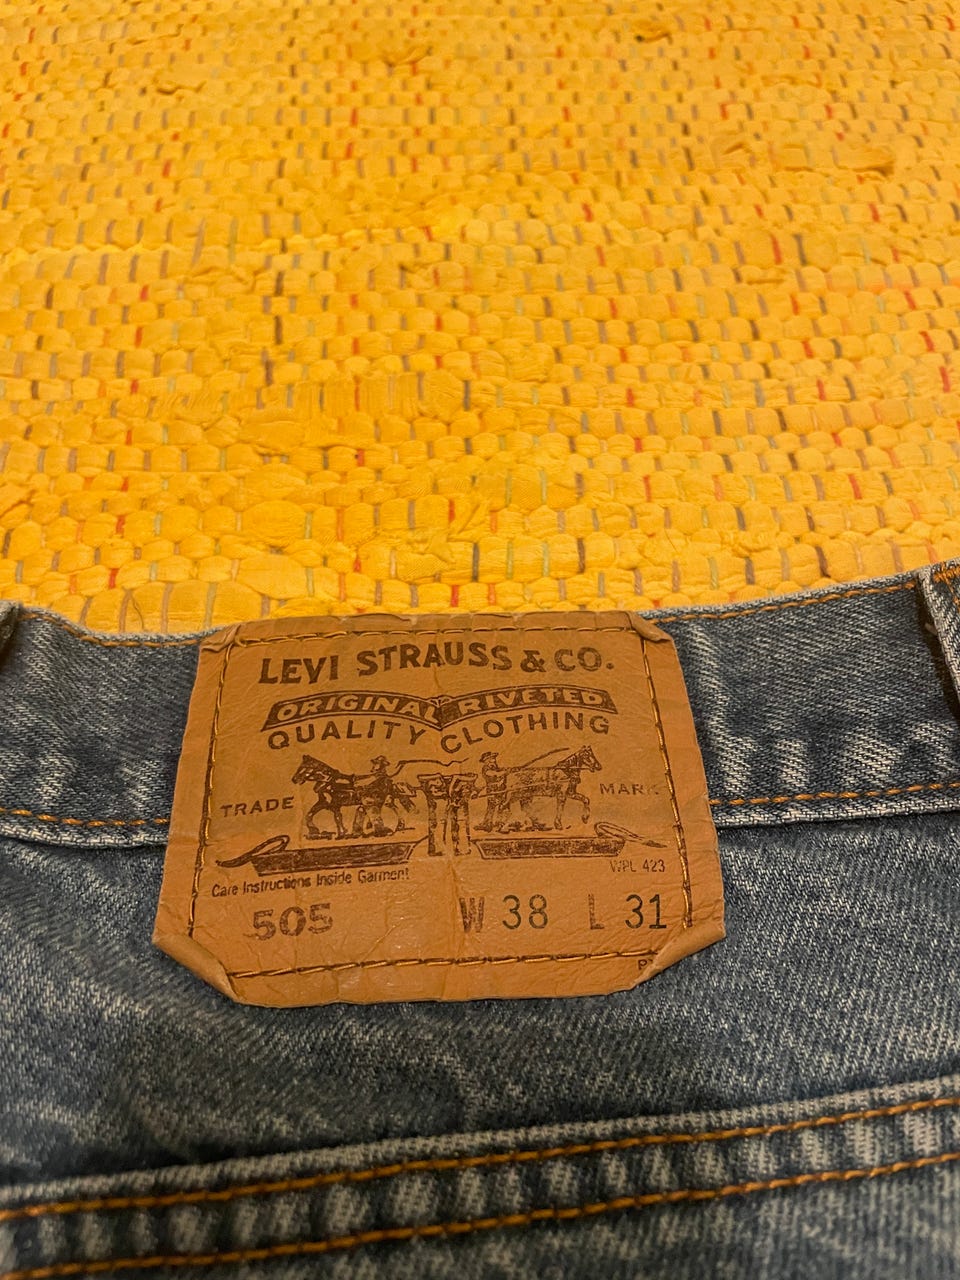 LEVI STRAUSS & CO.
ORIGINAL RIVETED
QUALITY CLOTHING
TRADE MARK
WPL 423
Care Instructions Inside Garment
505 W 38 L 31